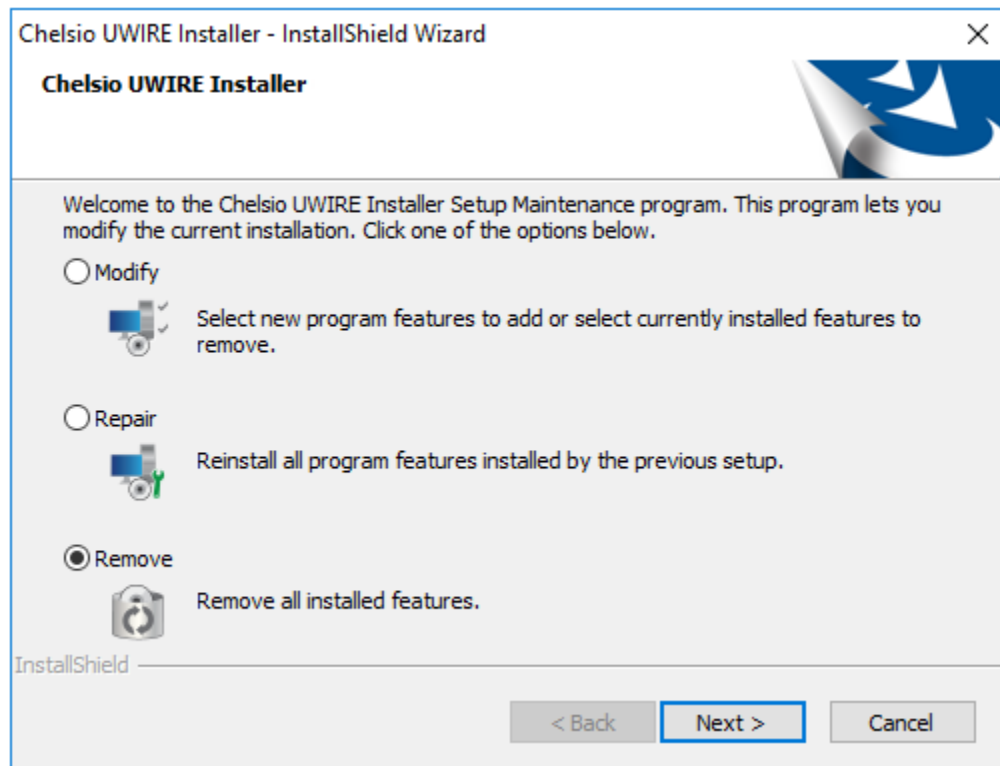 Chelsio UWIRE Installer - InstallShield Wizard
Chelsio UWIRE Installer
Welcome to the Chelsio UWIRE Installer Setup Maintenance program. This program lets you
modify the current installation. Click one of the options below.
Modify
Select new program features to add or select currently installed features to
remove.
Repair
Reinstall all program features installed by the previous setup.
Remove
Remove all installed features.
InstallShield
< Back Next > Cancel